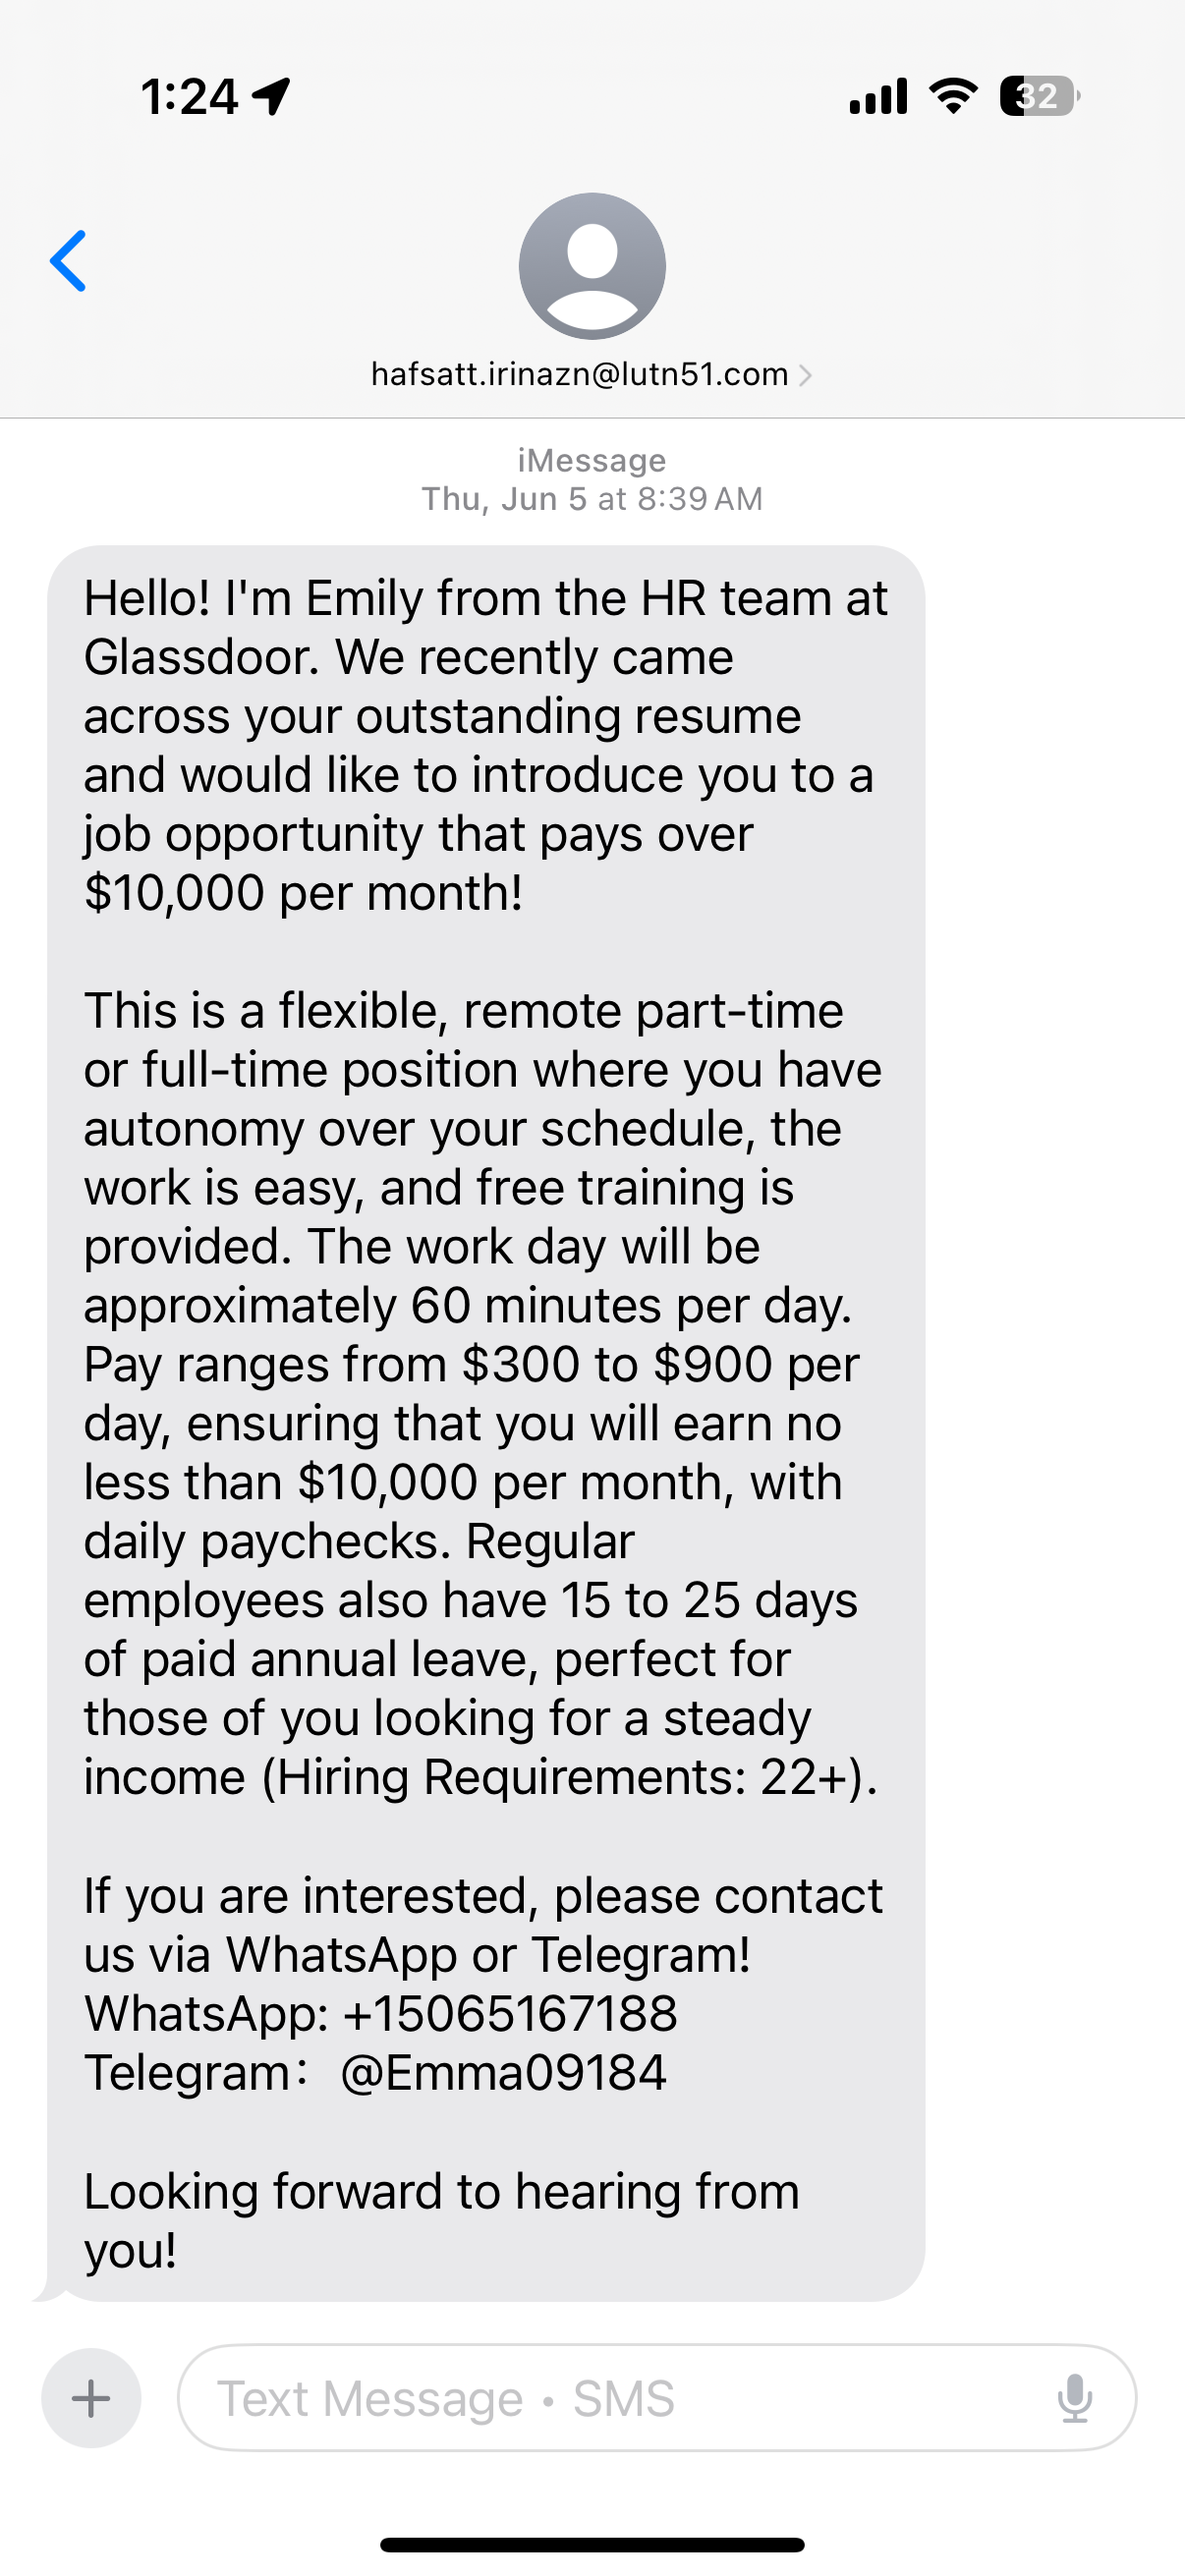 1:24
32
hafsatt.irinazn@lutn51.com
iMessage
Thu, Jun 5 at 8:39 AM
Hello! I'm Emily from the HR team at
Glassdoor. We recently came
across your outstanding resume
and would like to introduce you to a
job opportunity that pays over
$10,000 per month!
This is a flexible, remote part-time
or full-time position where you have
autonomy over your schedule, the
work is easy, and free training is
provided. The work day will be
approximately 60 minutes per day.
Pay ranges from $300 to $900 per
day, ensuring that you will earn no
less than $10,000 per month, with
daily paychecks. Regular
employees also have 15 to 25 days
of paid annual leave, perfect for
those of you looking for a steady
income (Hiring Requirements: 22+).
If you are interested, please contact
us via WhatsApp or Telegram!
WhatsApp: +15065167188
Telegram： @Emma09184
Looking forward to hearing from
you!
Text Message • SMS